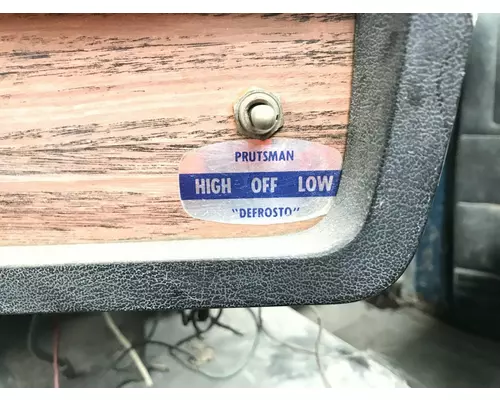 PRUTSMAN
HIGH OFF LOW
"DEFROSTO"